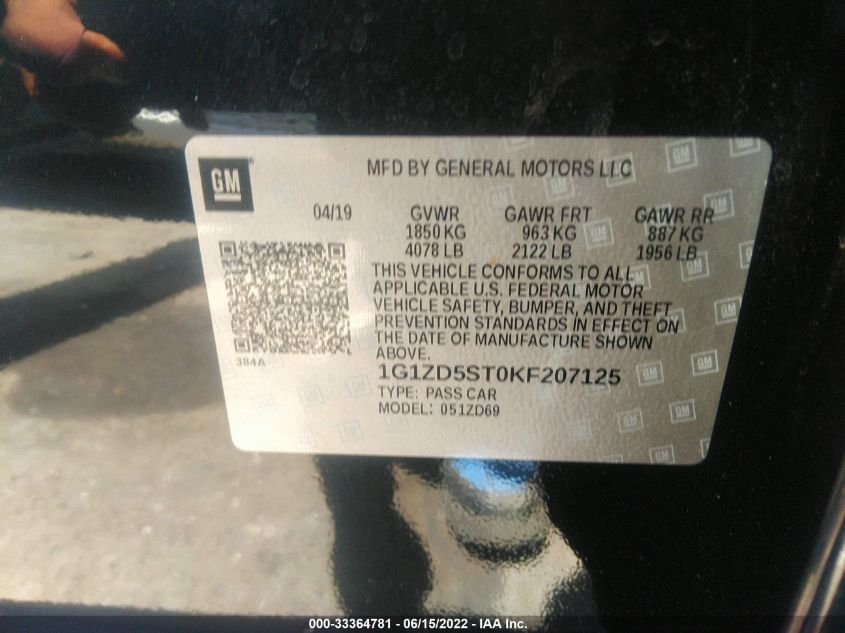 GM
MFD BY GENERAL MOTORS LLC
04/19 GVWR GAWR FRT GAWR RR
1850 KG 963 KG 887 KG
4078 LB 2122 LB 1956 LB
THIS VEHICLE CONFORMS TO ALL
APPLICABLE U.S. FEDERAL MOTOR
VEHICLE SAFETY, BUMPER, AND THEFT
PREVENTION STANDARDS IN EFFECT ON
THE DATE OF MANUFACTURE SHOWN
ABOVE.
384A
1G1ZD5ST0KF207125
TYPE: PASS CAR
MODEL: 051ZD69
000-33364781 - 06/15/2022 - IAA Inc.